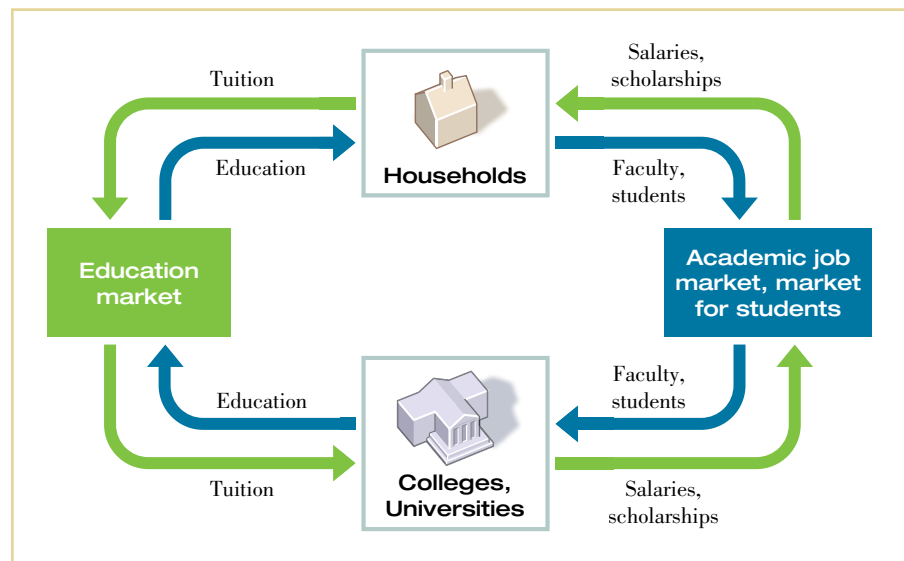 Tuition
Salaries,
scholarships
Education
Households
Faculty,
students
Education
market
Academic job
market, market
for students
Education
Faculty,
students
Tuition
Colleges,
Universities
Salaries,
scholarships